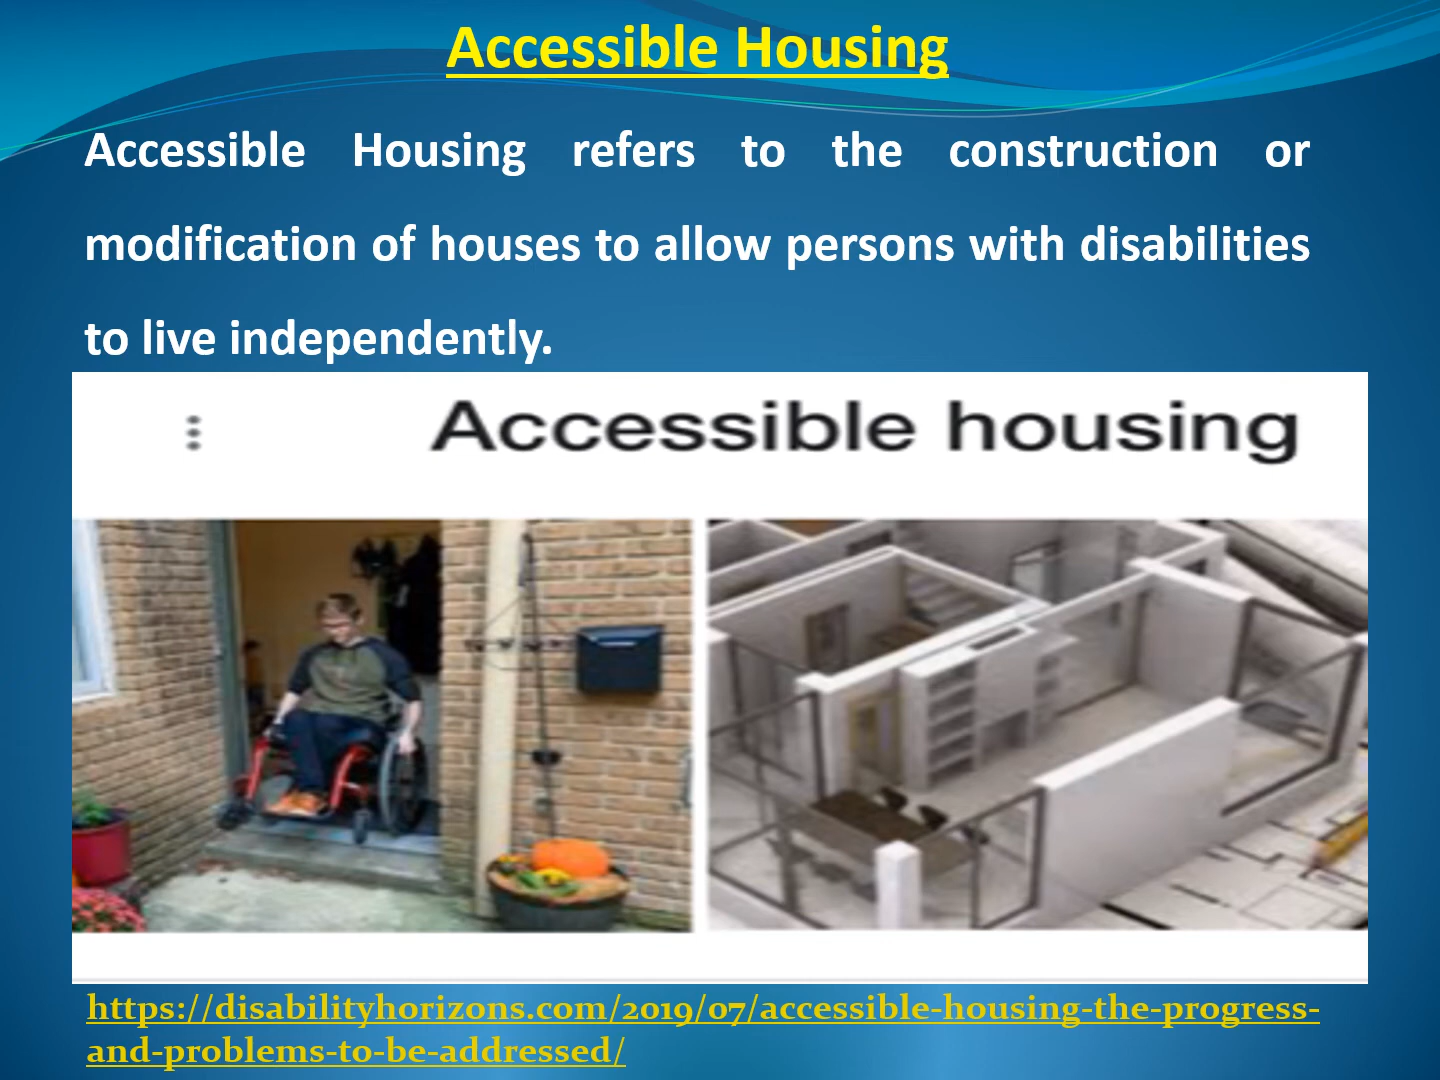 Accessible Housing
Accessible Housing refers to the construction or
modification of houses to allow persons with disabilities
to live independently.
Accessible housing
https://disabilityhorizons.com/2019/07/accessible-housing-the-progress-
and-problems-to-be-addressed/